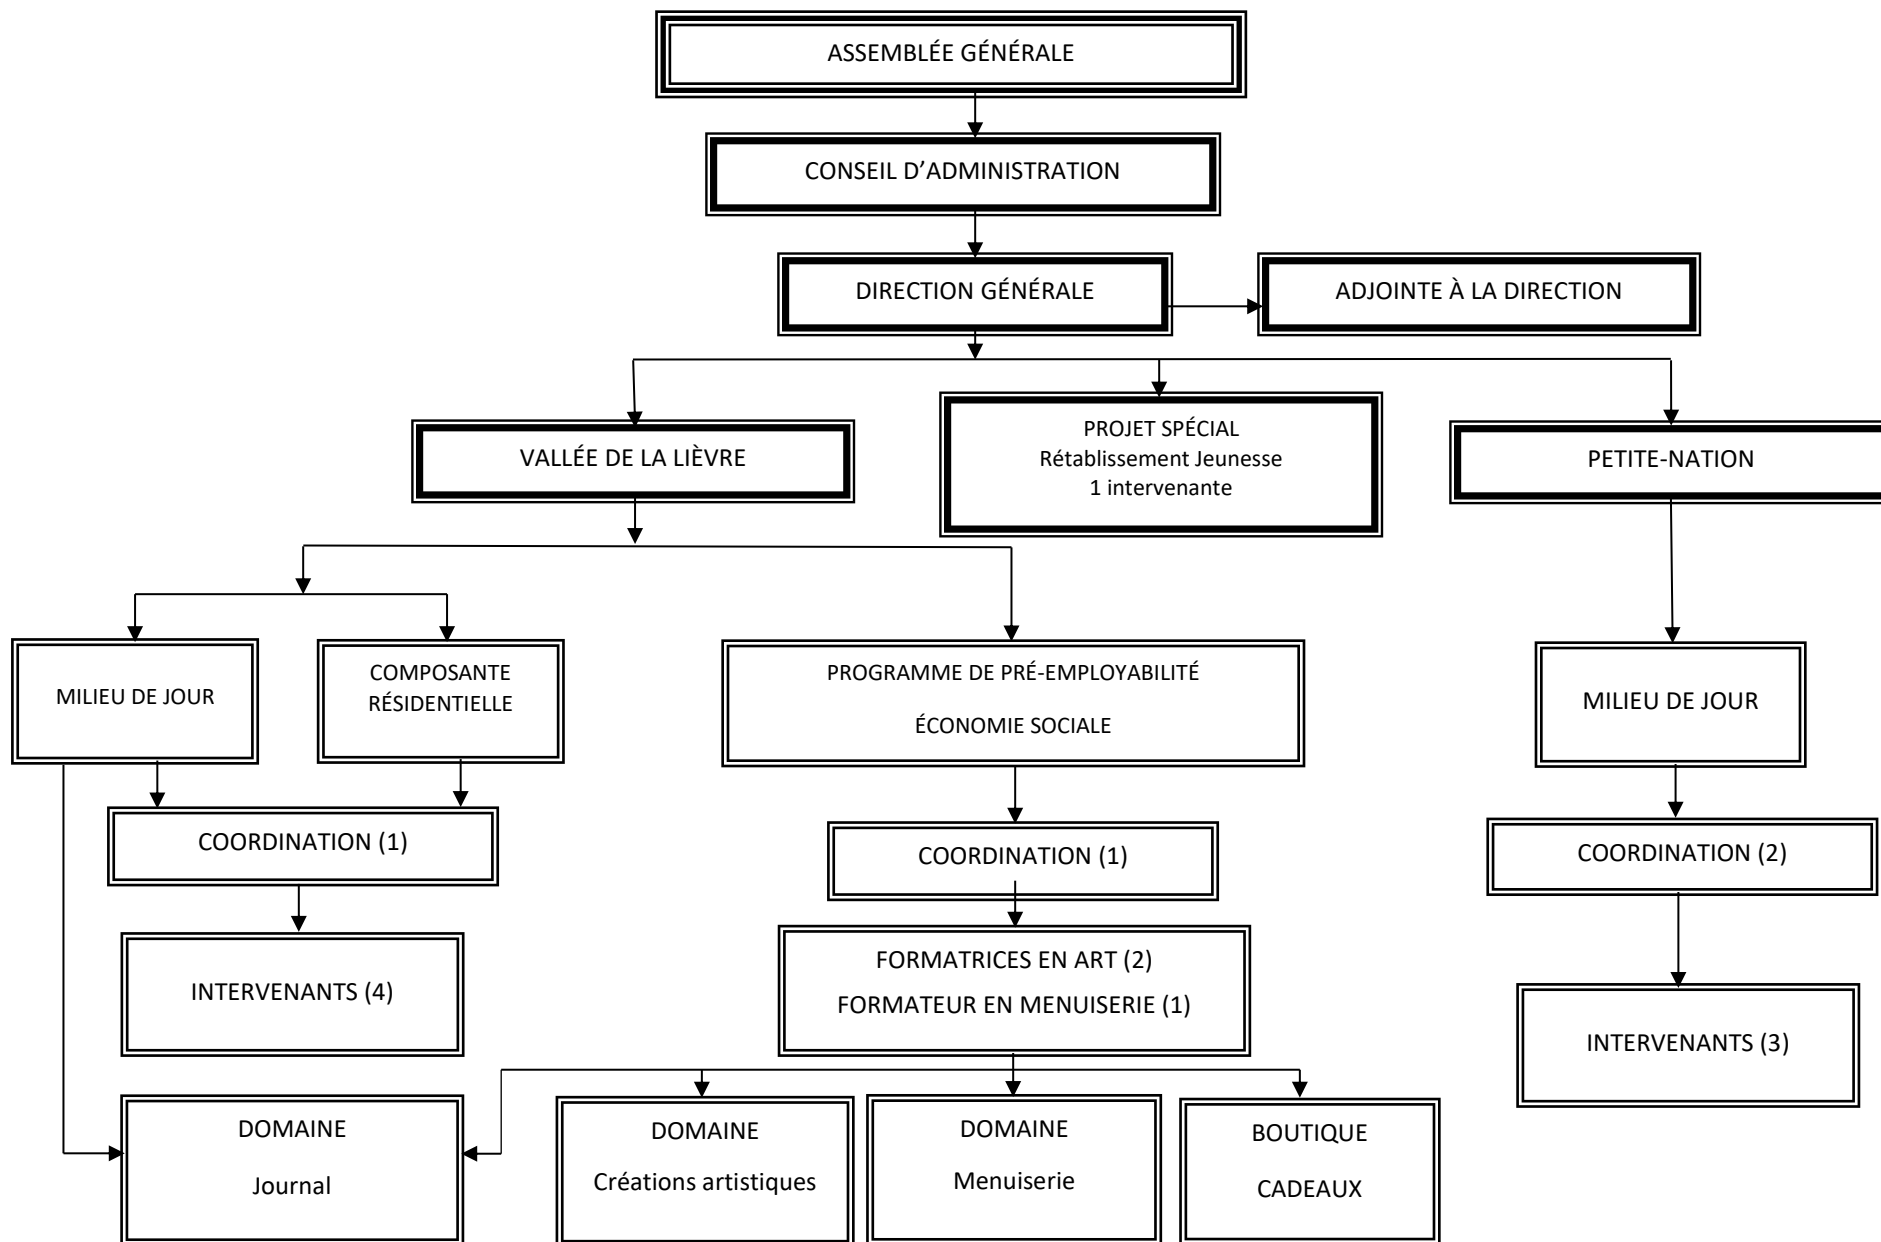 ASSEMBLÉE GÉNÉRALE
CONSEIL D’ADMINISTRATION
DIRECTION GÉNÉRALE
ADJOINTE À LA DIRECTION
VALLÉE DE LA LIÈVRE
PROJET SPÉCIAL
Rétablissement Jeunesse
1 intervenante
PETITE-NATION
MILIEU DE JOUR
COMPOSANTE
RÉSIDENTIELLE
PROGRAMME DE PRÉ-EMPLOYABILITÉ
ÉCONOMIE SOCIALE
MILIEU DE JOUR
COORDINATION (1)
COORDINATION (1)
COORDINATION (2)
INTERVENANTS (4)
FORMATRICES EN ART (2)
FORMATEUR EN MENUISERIE (1)
INTERVENANTS (3)
DOMAINE
Journal
DOMAINE
Créations artistiques
DOMAINE
Menuiserie
BOUTIQUE
CADEAUX